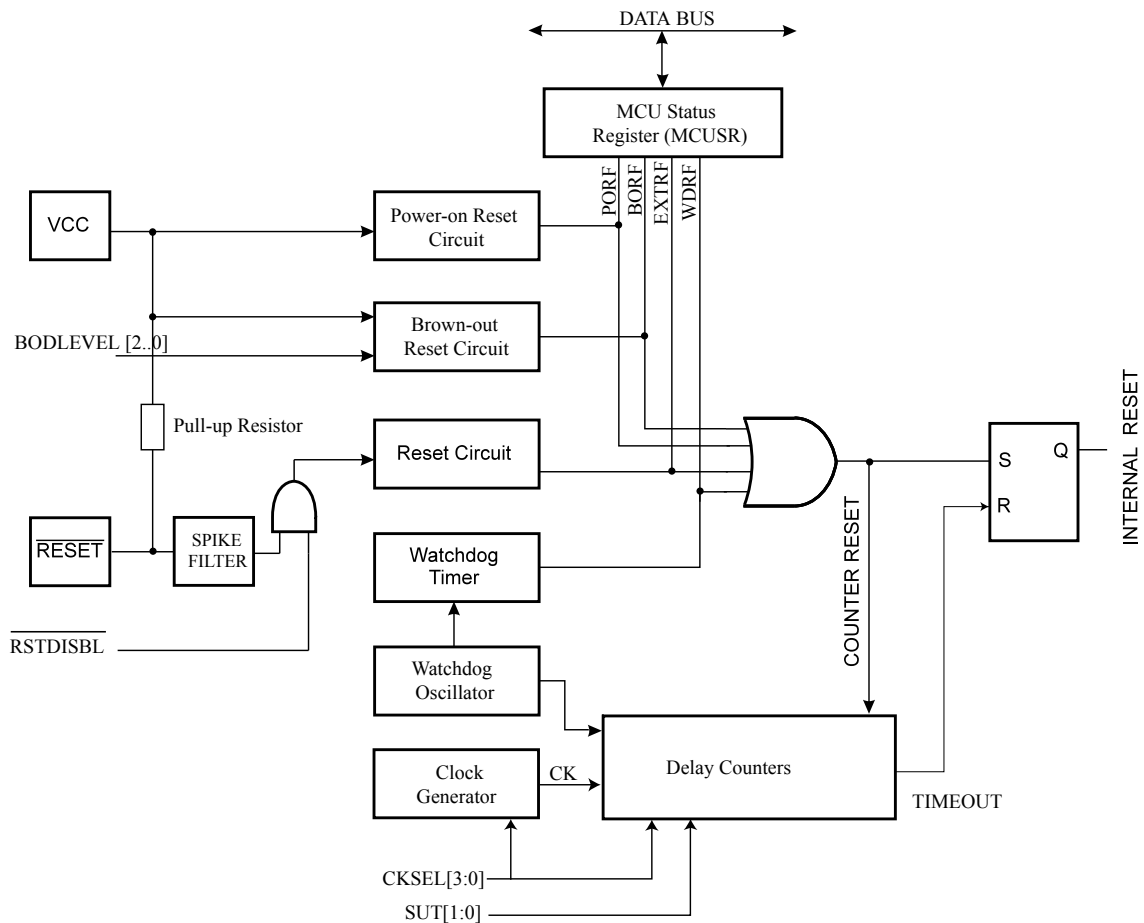 DATA BUS
MCU Status
Register (MCUSR)
PORF
BORF
EXTRF
WDRF
VCC
Power-on Reset
Circuit
Brown-out
Reset Circuit
BODLEVEL [2..0]
Pull-up Resistor
Reset Circuit
S
Q
R
INTERNAL RESET
RESET
SPIKE
FILTER
Watchdog
Timer
COUNTER RESET
RSTDISBL
Watchdog
Oscillator
Clock
Generator
CK
Delay Counters
TIMEOUT
CKSEL[3:0]
SUT[1:0]